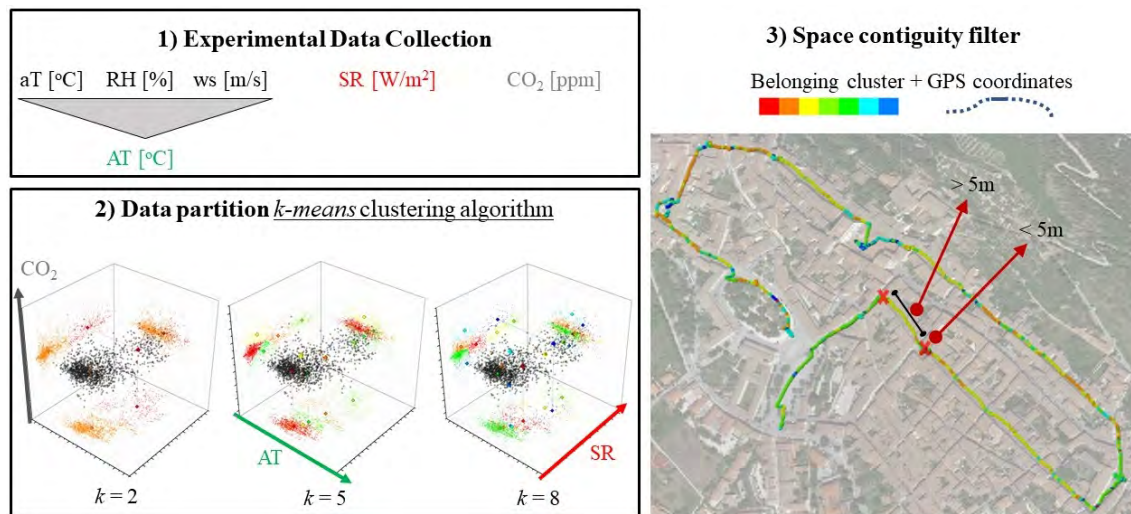 1) Experimental Data Collection
aT [°C] RH [%] ws [m/s] SR [W/m²] CO₂ [ppm]
AT [°C]
2) Data partition k-means clustering algorithm
CO₂
AT
SR
k = 2 k = 5 k = 8
3) Space contiguity filter
Belonging cluster + GPS coordinates
> 5m
< 5m